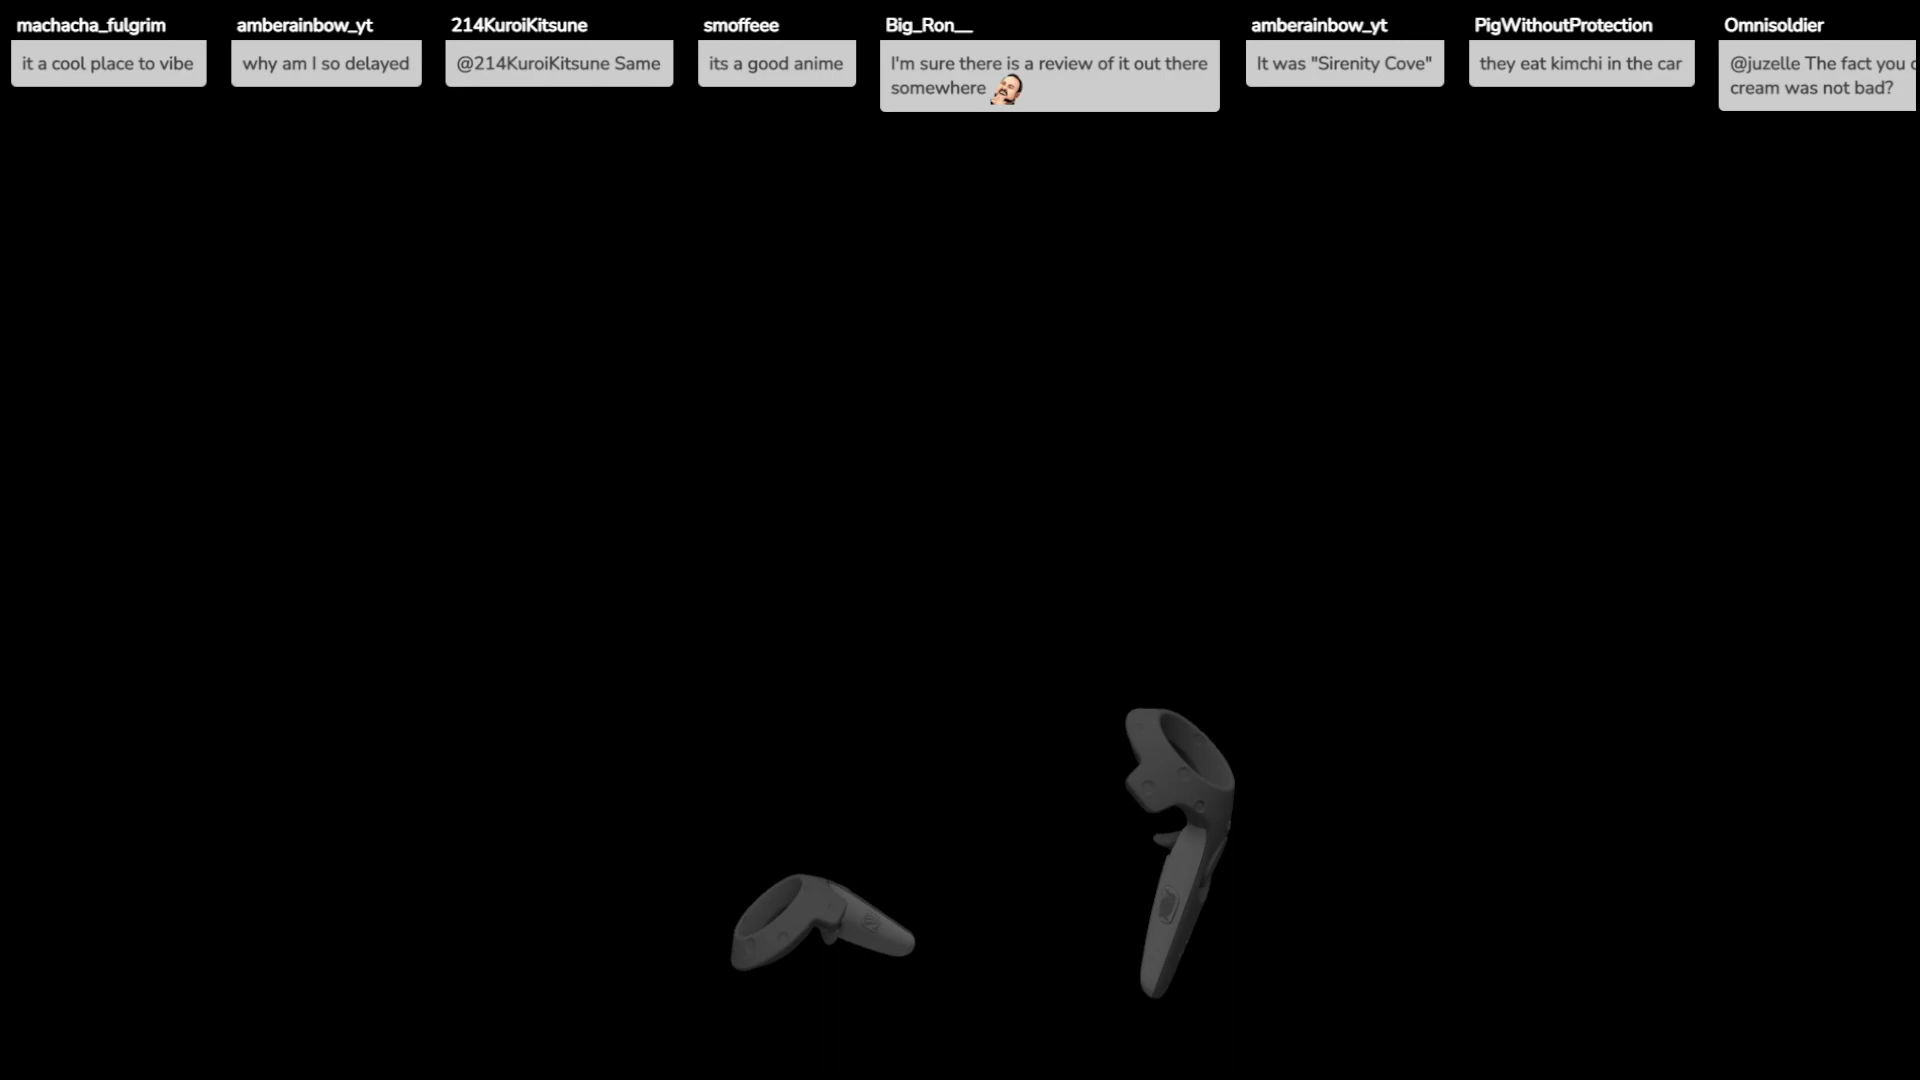 machacha_fulgrim
it a cool place to vibe
amberainbow_yt
why am I so delayed
214KuroiKitsune
@214KuroiKitsune Same
smoffeee
its a good anime
Big_Ron__
I'm sure there is a review of it out there
somewhere
amberainbow_yt
It was "Sirenity Cove"
PigWithoutProtection
they eat kimchi in the car
Omnisoldier
@juzelle The fact you
cream was not bad?